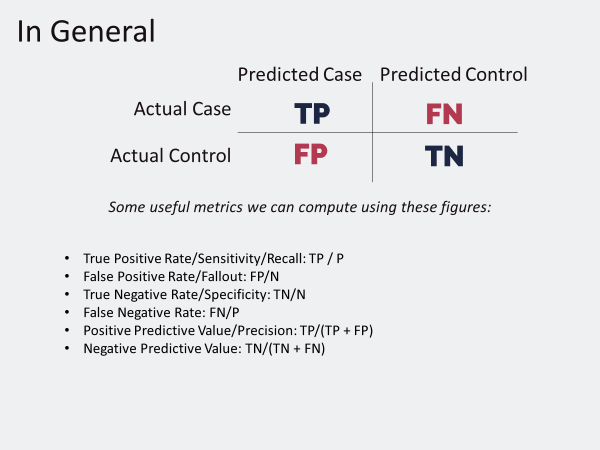 In General
Predicted Case Predicted Control
Actual Case TP FN
Actual Control FP TN
Some useful metrics we can compute using these figures:
• True Positive Rate/Sensitivity/Recall: TP / P
• False Positive Rate/Fallout: FP/N
• True Negative Rate/Specificity: TN/N
• False Negative Rate: FN/P
• Positive Predictive Value/Precision: TP/(TP + FP)
• Negative Predictive Value: TN/(TN + FN)